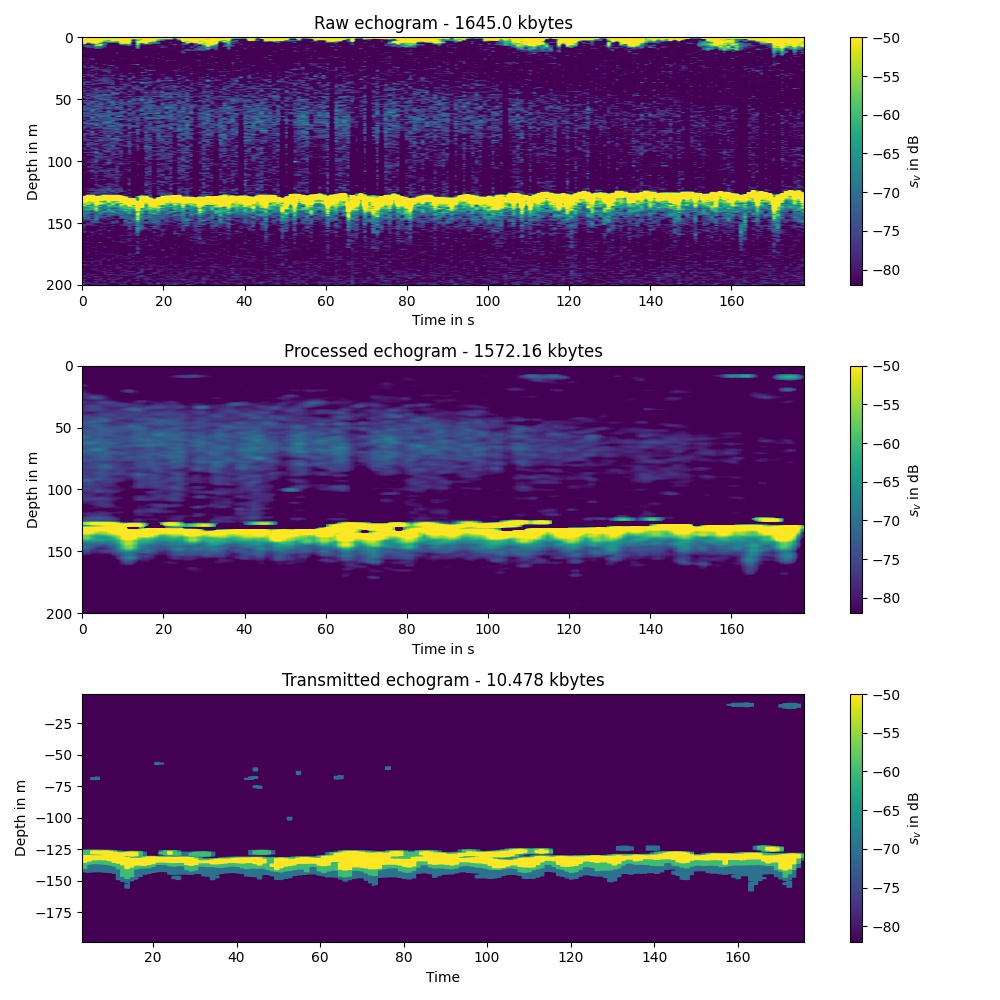 Raw echogram - 1645.0 kbytes
0
50
100
150
200
Depth in m
0 20 40 60 80 100 120 140 160
Time in s
−50
−55
−60
−65
−70
−75
−80
sv in dB
Processed echogram - 1572.16 kbytes
0
50
100
150
200
Depth in m
0 20 40 60 80 100 120 140 160
Time in s
−50
−55
−60
−65
−70
−75
−80
sv in dB
Transmitted echogram - 10.478 kbytes
−25
−50
−75
−100
−125
−150
−175
Depth in m
20 40 60 80 100 120 140 160
Time
−50
−55
−60
−65
−70
−75
−80
sv in dB